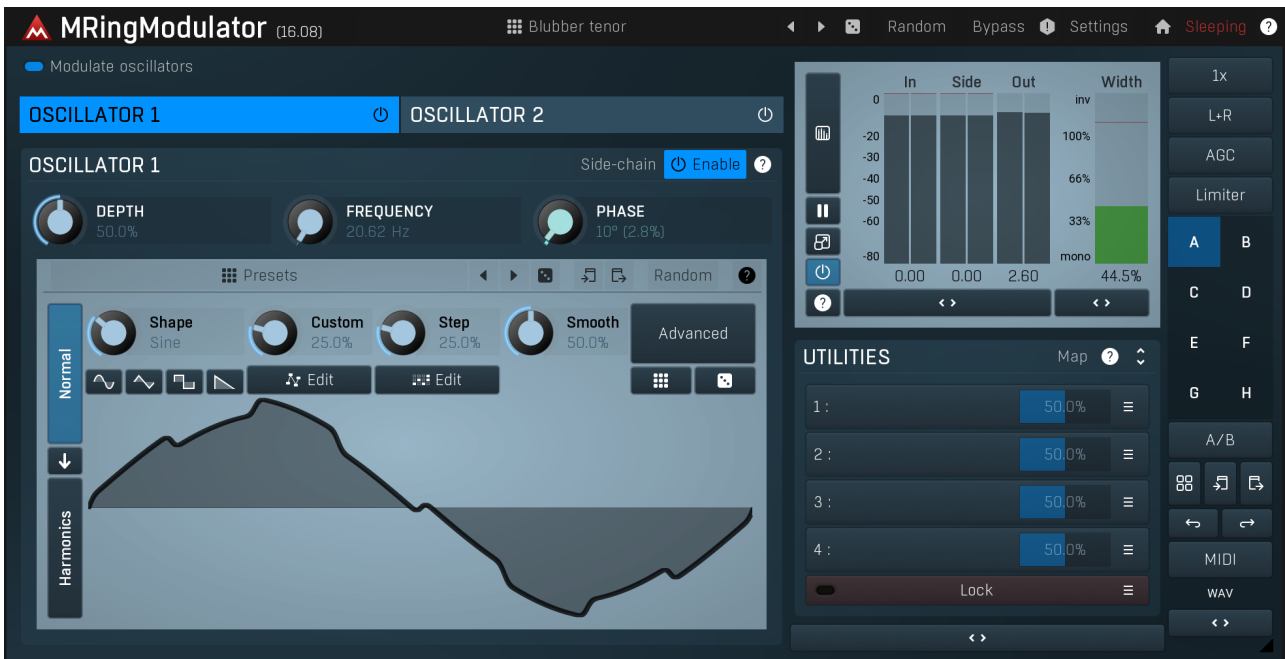 MRingModulator (16.08) Blubber tenor Random Bypass Settings Sleeping ?
Modulate oscillators
OSCILLATOR 1 OSCILLATOR 2
OSCILLATOR 1 Side-chain Enable ?
DEPTH
50.0%
FREQUENCY
20.62 Hz
PHASE
10° (2.8%)
Presets Random ?
Normal
Harmonics
Shape
Sine
Custom
25.0%
Step
25.0%
Smooth
50.0%
Advanced
Edit Edit
In Side Out Width
0
-20
-30
-40
-50
-60
-80
inv
100%
66%
33%
mono
0.00 0.00 2.60 44.5%
?
UTILITIES Map ?
1 : 50.0%
2 : 50.0%
3 : 50.0%
4 : 50.0%
Lock
1x
L+R
AGC
Limiter
A B
C D
E F
G H
A/B
MIDI
WAV